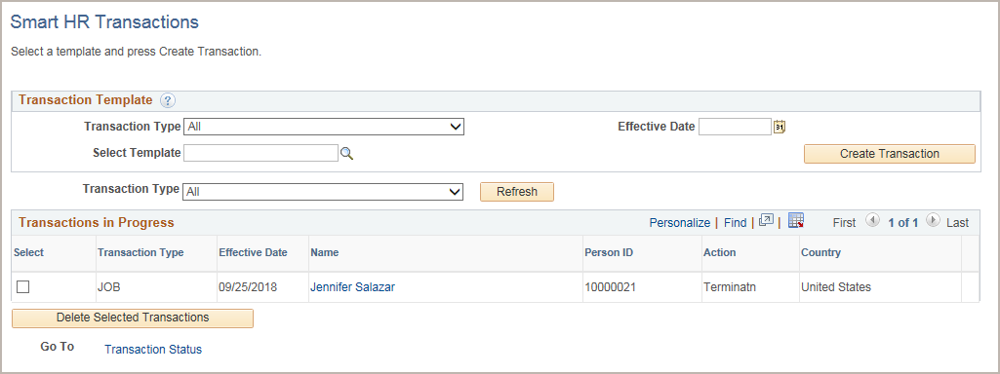 Smart HR Transactions
Select a template and press Create Transaction.
Transaction Template ?
Transaction Type All Effective Date 31
Select Template Create Transaction
Transaction Type All Refresh
Transactions in Progress Personalize | Find | | First 1 of 1 Last
Select Transaction Type Effective Date Name Person ID Action Country
JOB 09/25/2018 Jennifer Salazar 10000021 Terminatn United States
Delete Selected Transactions
Go To Transaction Status